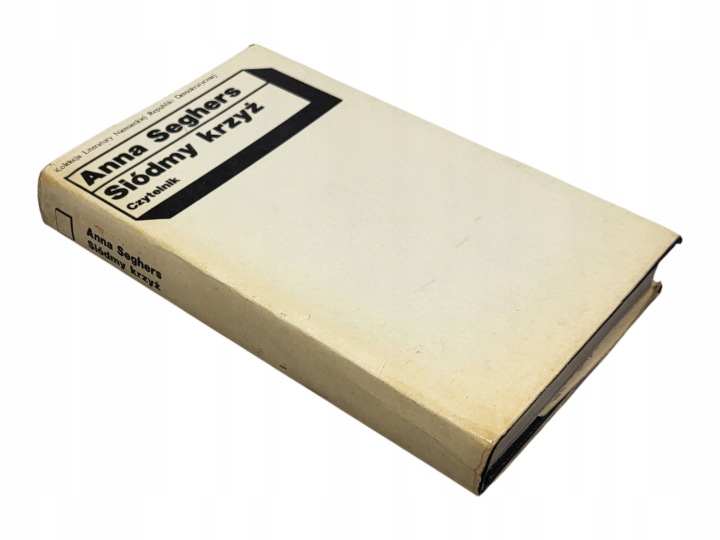 Kolekcja Literatury Niemieckiej Republiki Demokratycznej
Anna Seghers
Siódmy krzyż
Czytelnik
Anna Seghers
Siódmy krzyż